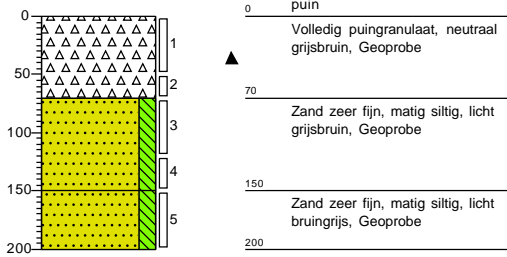 0
50
100
150
200
1
2
3
4
5
puin
0
Volledig puingranulaat, neutraal
grijsbruin, Geoprobe
70
Zand zeer fijn, matig siltig, licht
grijsbruin, Geoprobe
150
Zand zeer fijn, matig siltig, licht
bruingrijs, Geoprobe
200